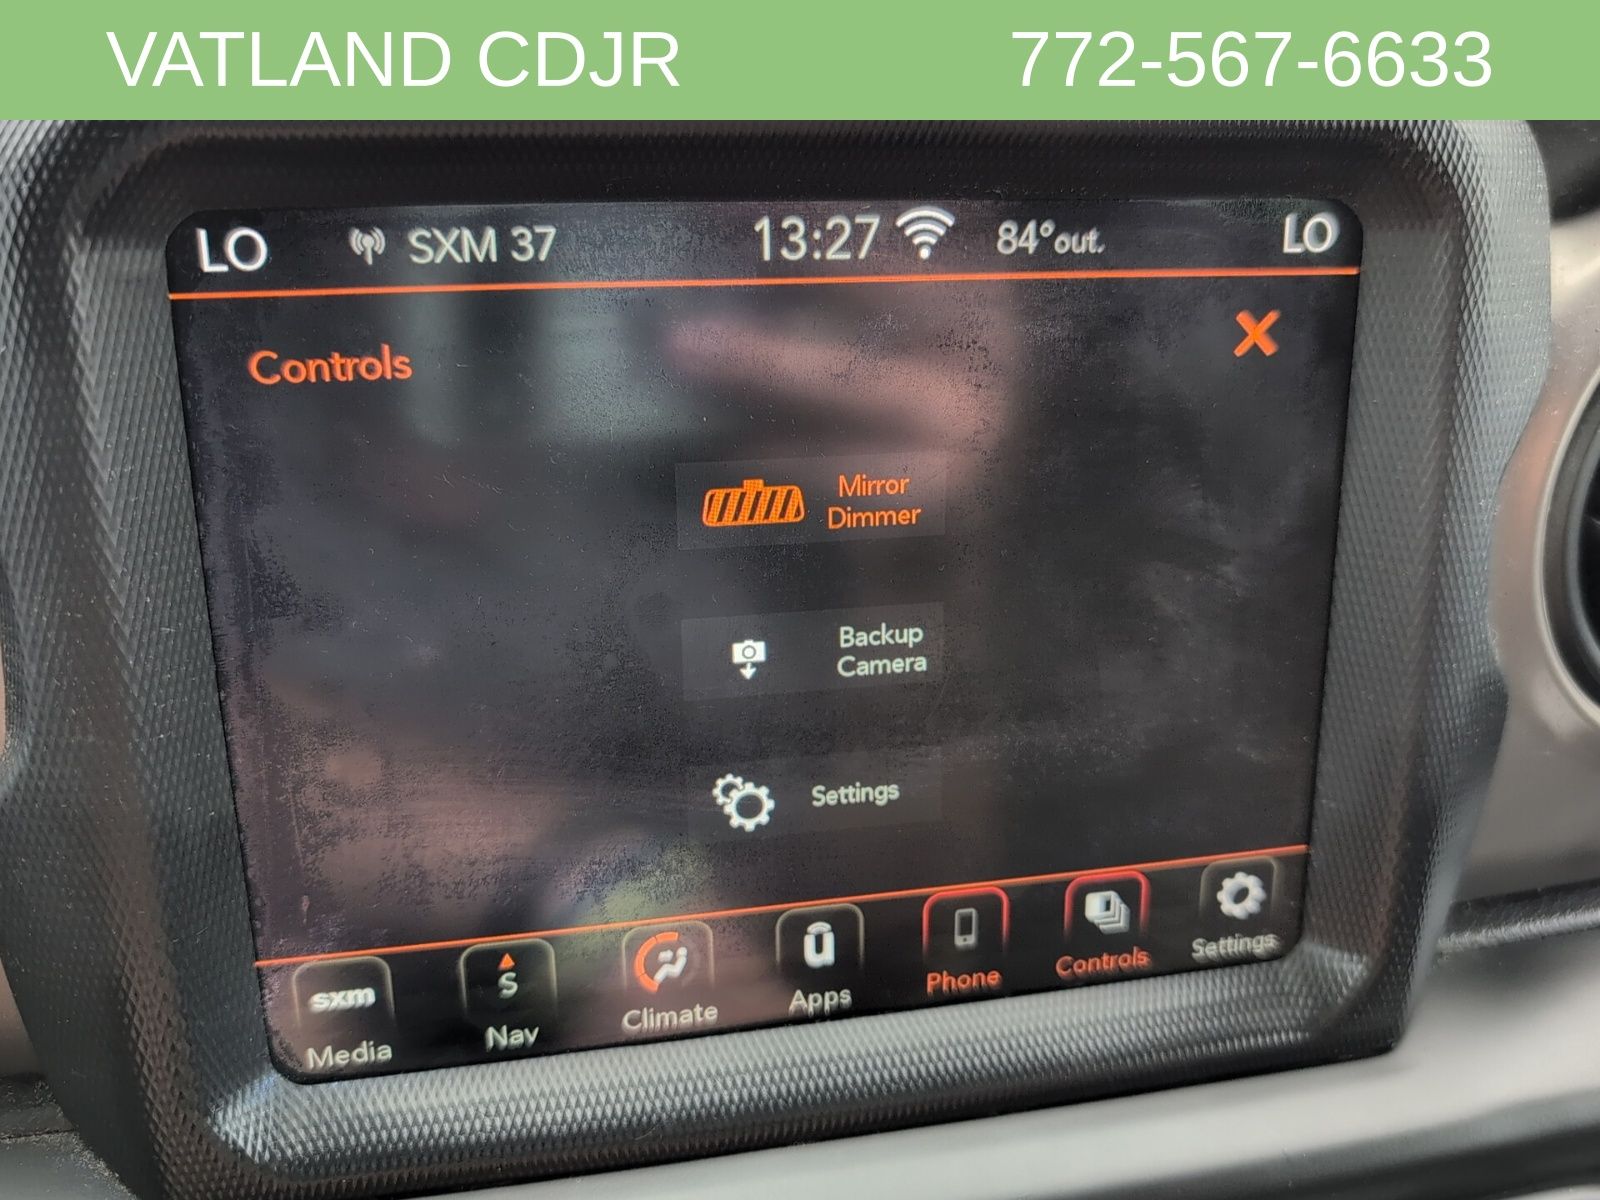 VATLAND CDJR 772-567-6633
LO SXM 37 13:27 84°out. LO
Controls
Mirror
Dimmer
Backup
Camera
Settings
sxm S
Media Nav Climate Apps Phone Controls Settings